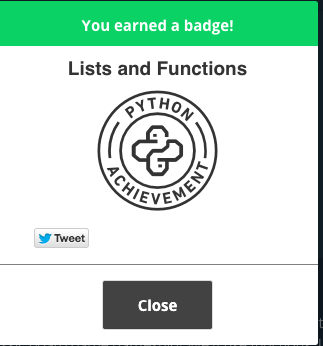 You earned a badge!
Lists and Functions
PYTHON
ACHIEVEMENT
Tweet
Close